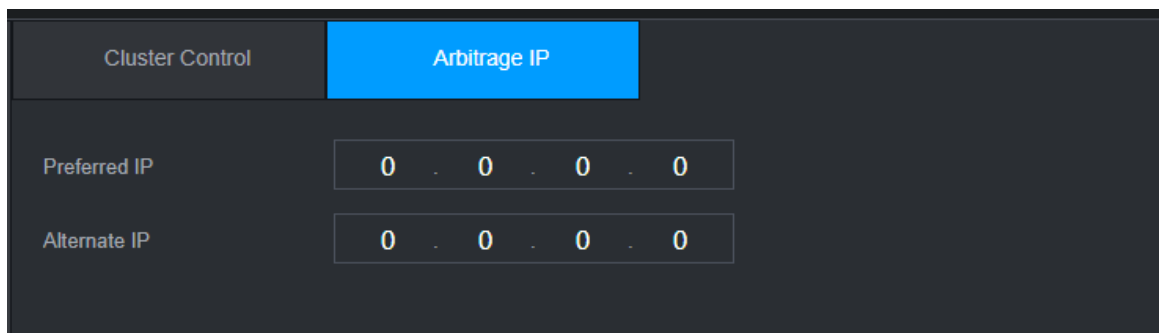 Cluster Control Arbitrage IP
Preferred IP 0 . 0 . 0 . 0
Alternate IP 0 . 0 . 0 . 0